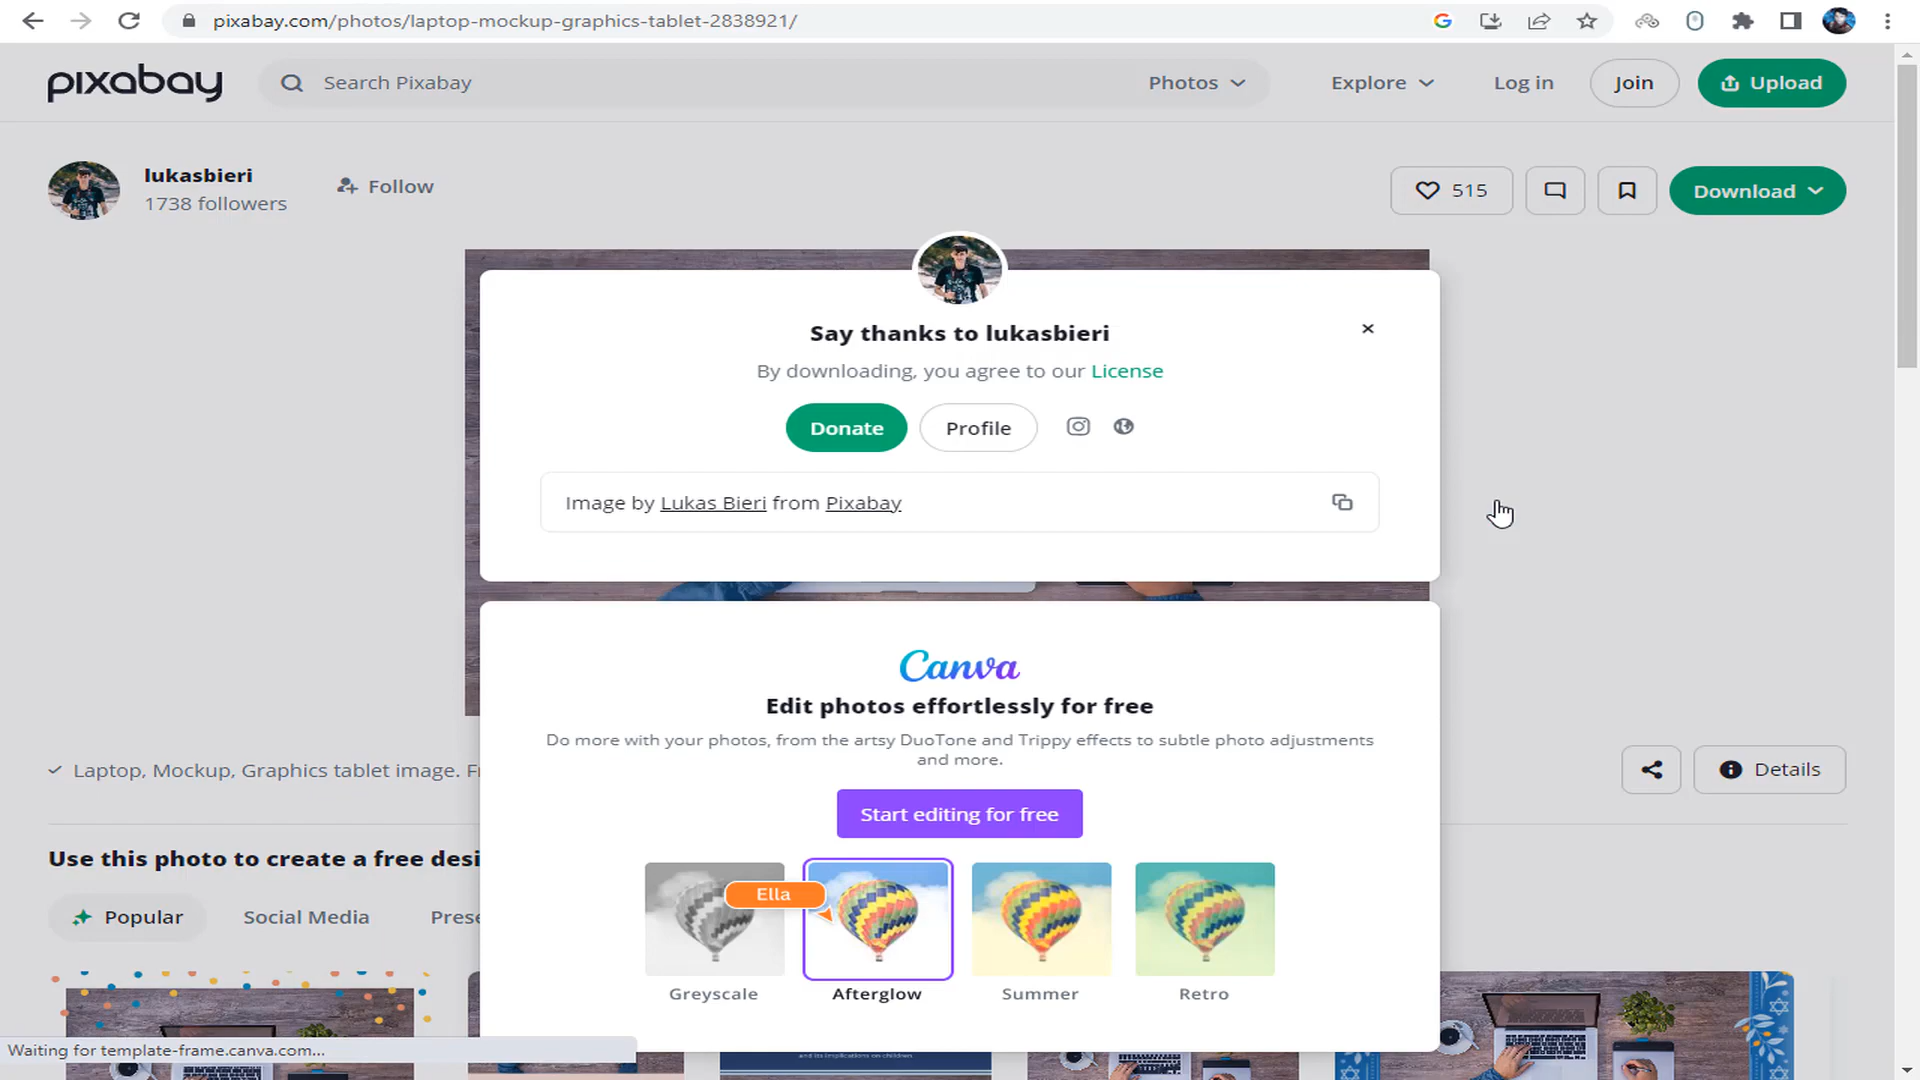 pixabay.com/photos/laptop-mockup-graphics-tablet-2838921/
pixabay
Search Pixabay
Photos
Explore
Log in
Join
Upload
lukasbieri
1738 followers
Follow
515
Download
Say thanks to lukasbieri
By downloading, you agree to our License
Donate
Profile
Image by Lukas Bieri from Pixabay
Canva
Edit photos effortlessly for free
Do more with your photos, from the artsy DuoTone and Trippy effects to subtle photo adjustments
and more.
Start editing for free
Laptop, Mockup, Graphics tablet image.
Details
Use this photo to create a free
Popular
Social Media
Ella
Greyscale
Afterglow
Summer
Retro
Waiting for template-frame.canva.com...
and its implications on children